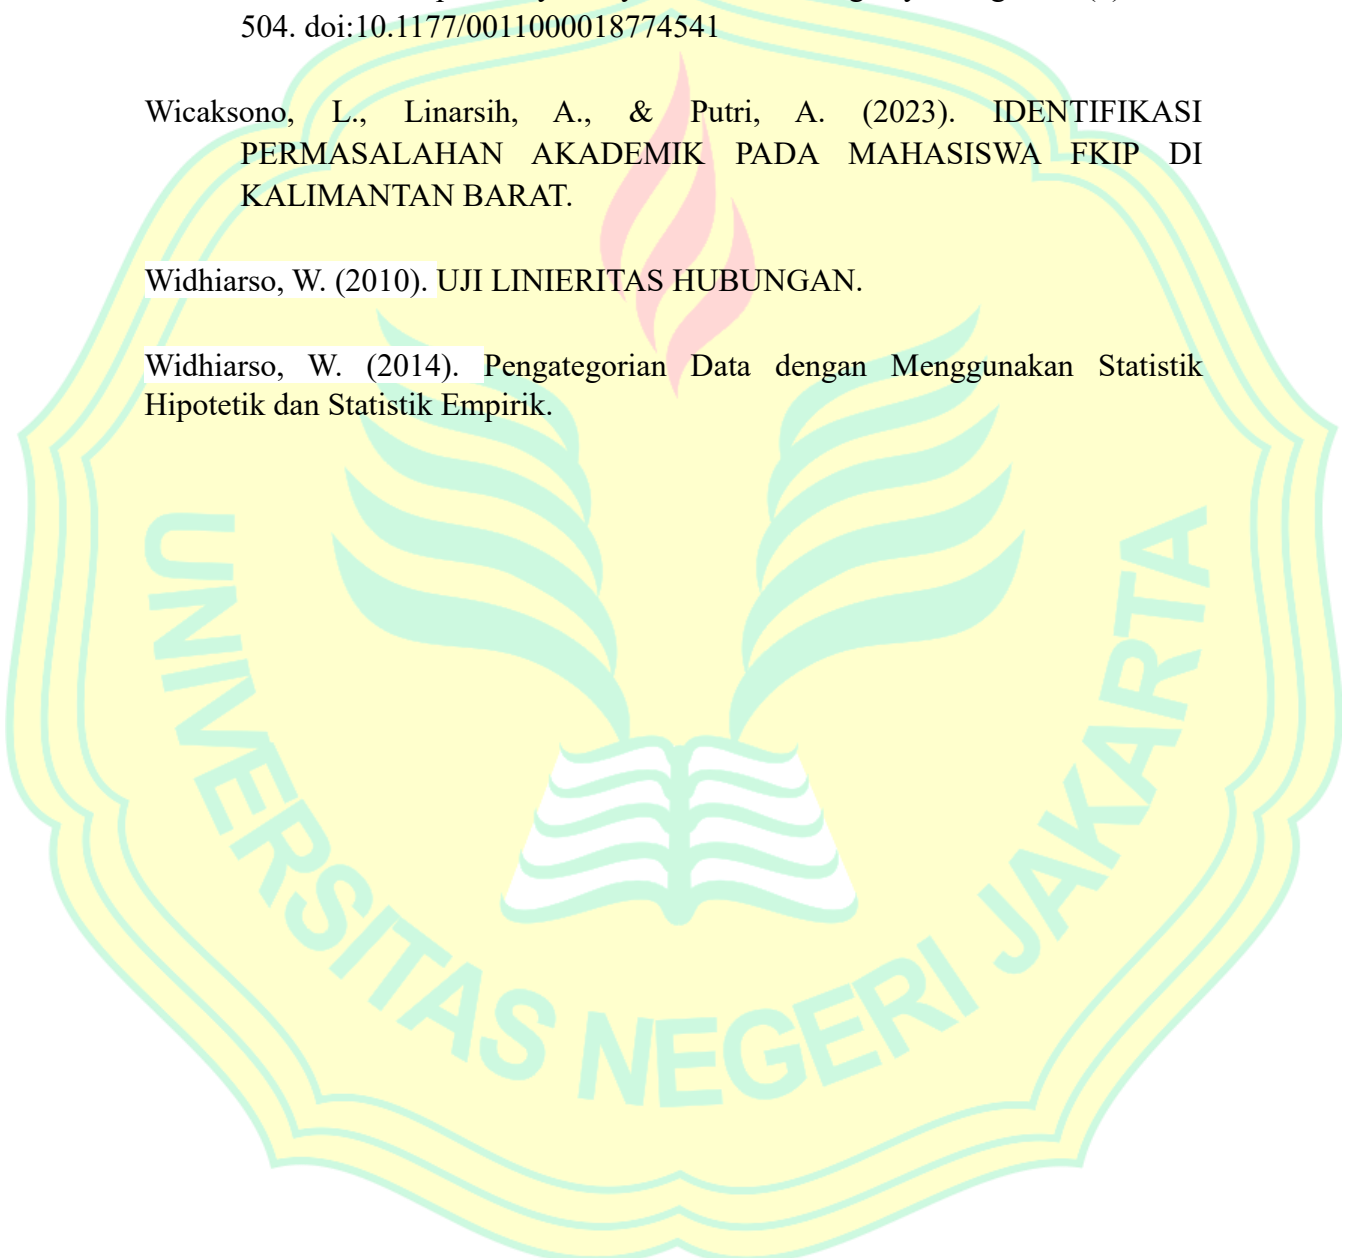 504. doi:10.1177/0011000018774541
Wicaksono, L., Linarsih, A., & Putri, A. (2023). IDENTIFIKASI
PERMASALAHAN AKADEMIK PADA MAHASISWA FKIP DI
KALIMANTAN BARAT.
Widhiarso, W. (2010). UJI LINIERITAS HUBUNGAN.
Widhiarso, W. (2014). Pengategorian Data dengan Menggunakan Statistik
Hipotetik dan Statistik Empirik.
UNIVERSITAS NEGERI JAKARTA